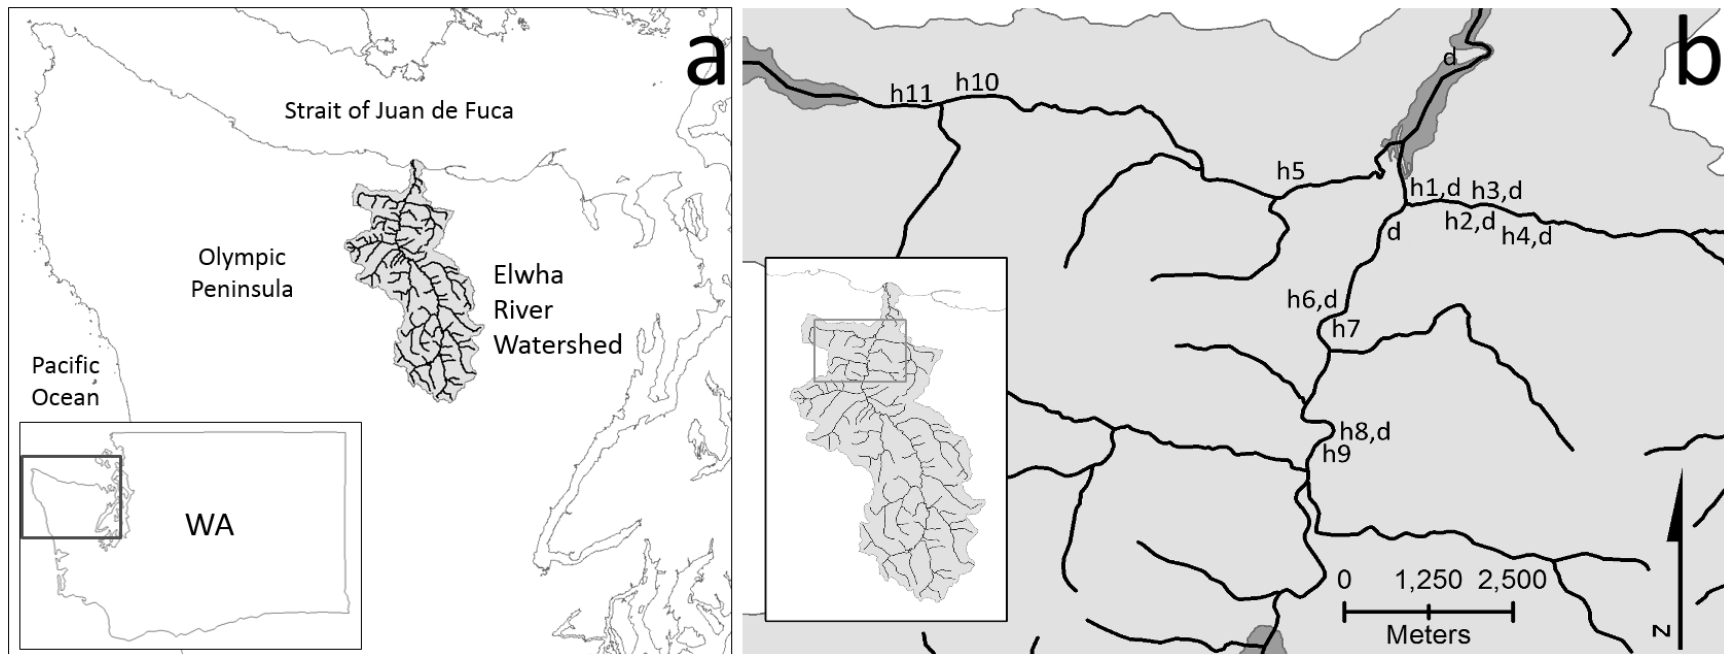 a
Strait of Juan de Fuca
Olympic
Peninsula
Elwha
River
Watershed
Pacific
Ocean
WA
b
d
h11
h10
h5
h1,d
h3,d
h2,d
h4,d
d
h6,d
h7
h8,d
h9
0 1,250 2,500
Meters
N